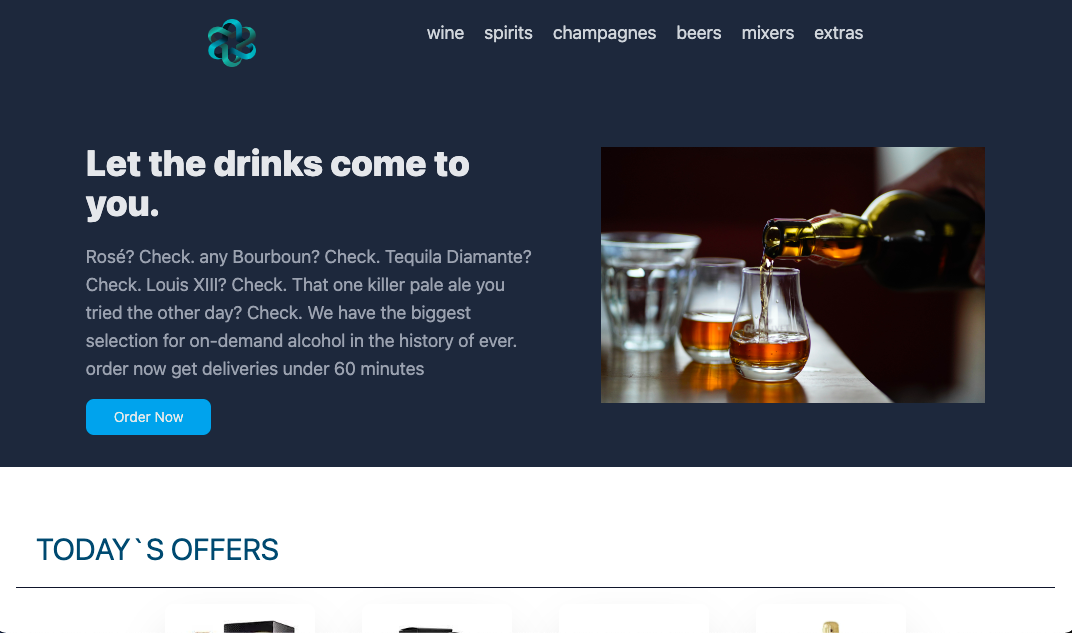 wine spirits champagnes beers mixers extras
Let the drinks come to
you.
Rosé? Check. any Bourboun? Check. Tequila Diamante?
Check. Louis XIII? Check. That one killer pale ale you
tried the other day? Check. We have the biggest
selection for on-demand alcohol in the history of ever.
order now get deliveries under 60 minutes
Order Now
TODAY`S OFFERS